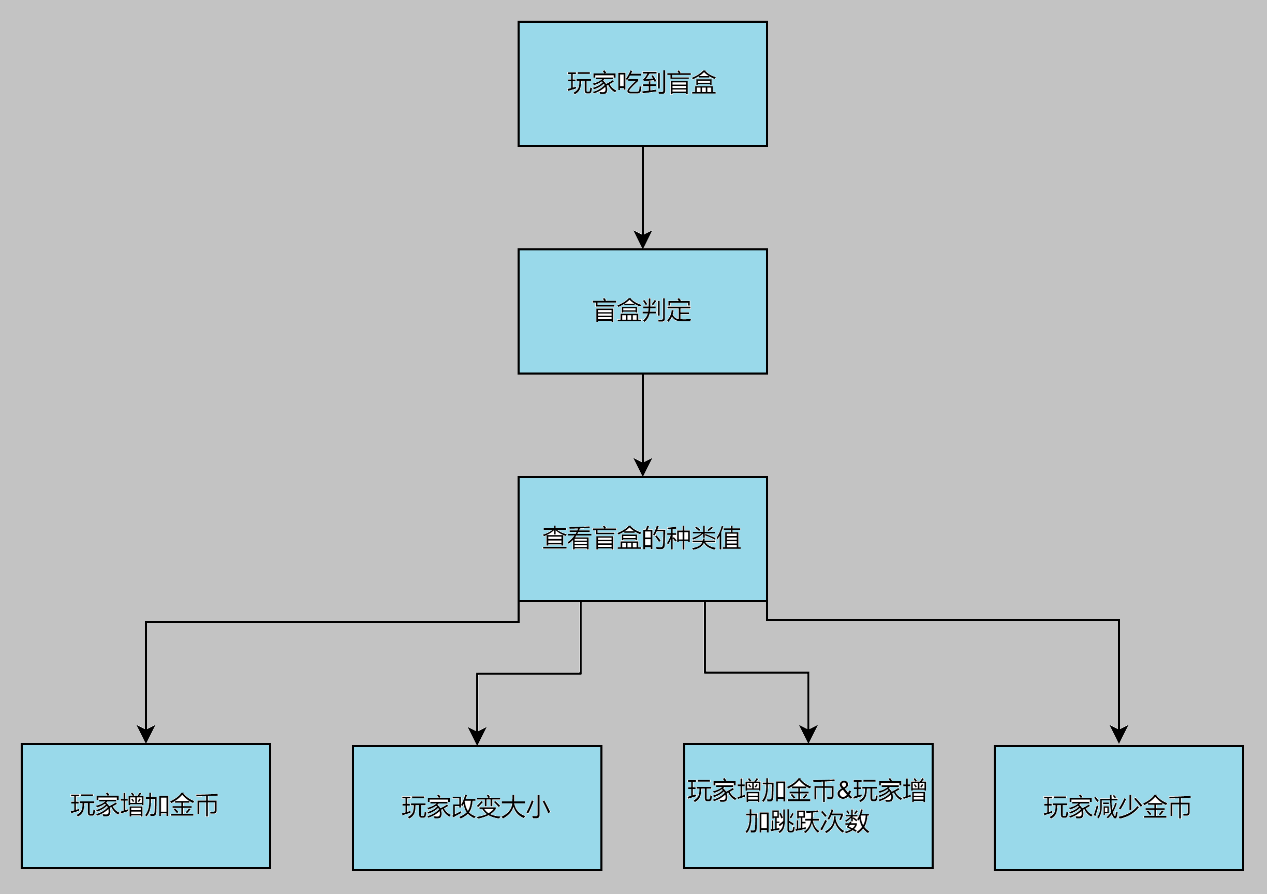 玩家吃到盲盒
盲盒判定
查看盲盒的种类值
玩家增加金币
玩家改变大小
玩家增加金币&玩家增
加跳跃次数
玩家减少金币